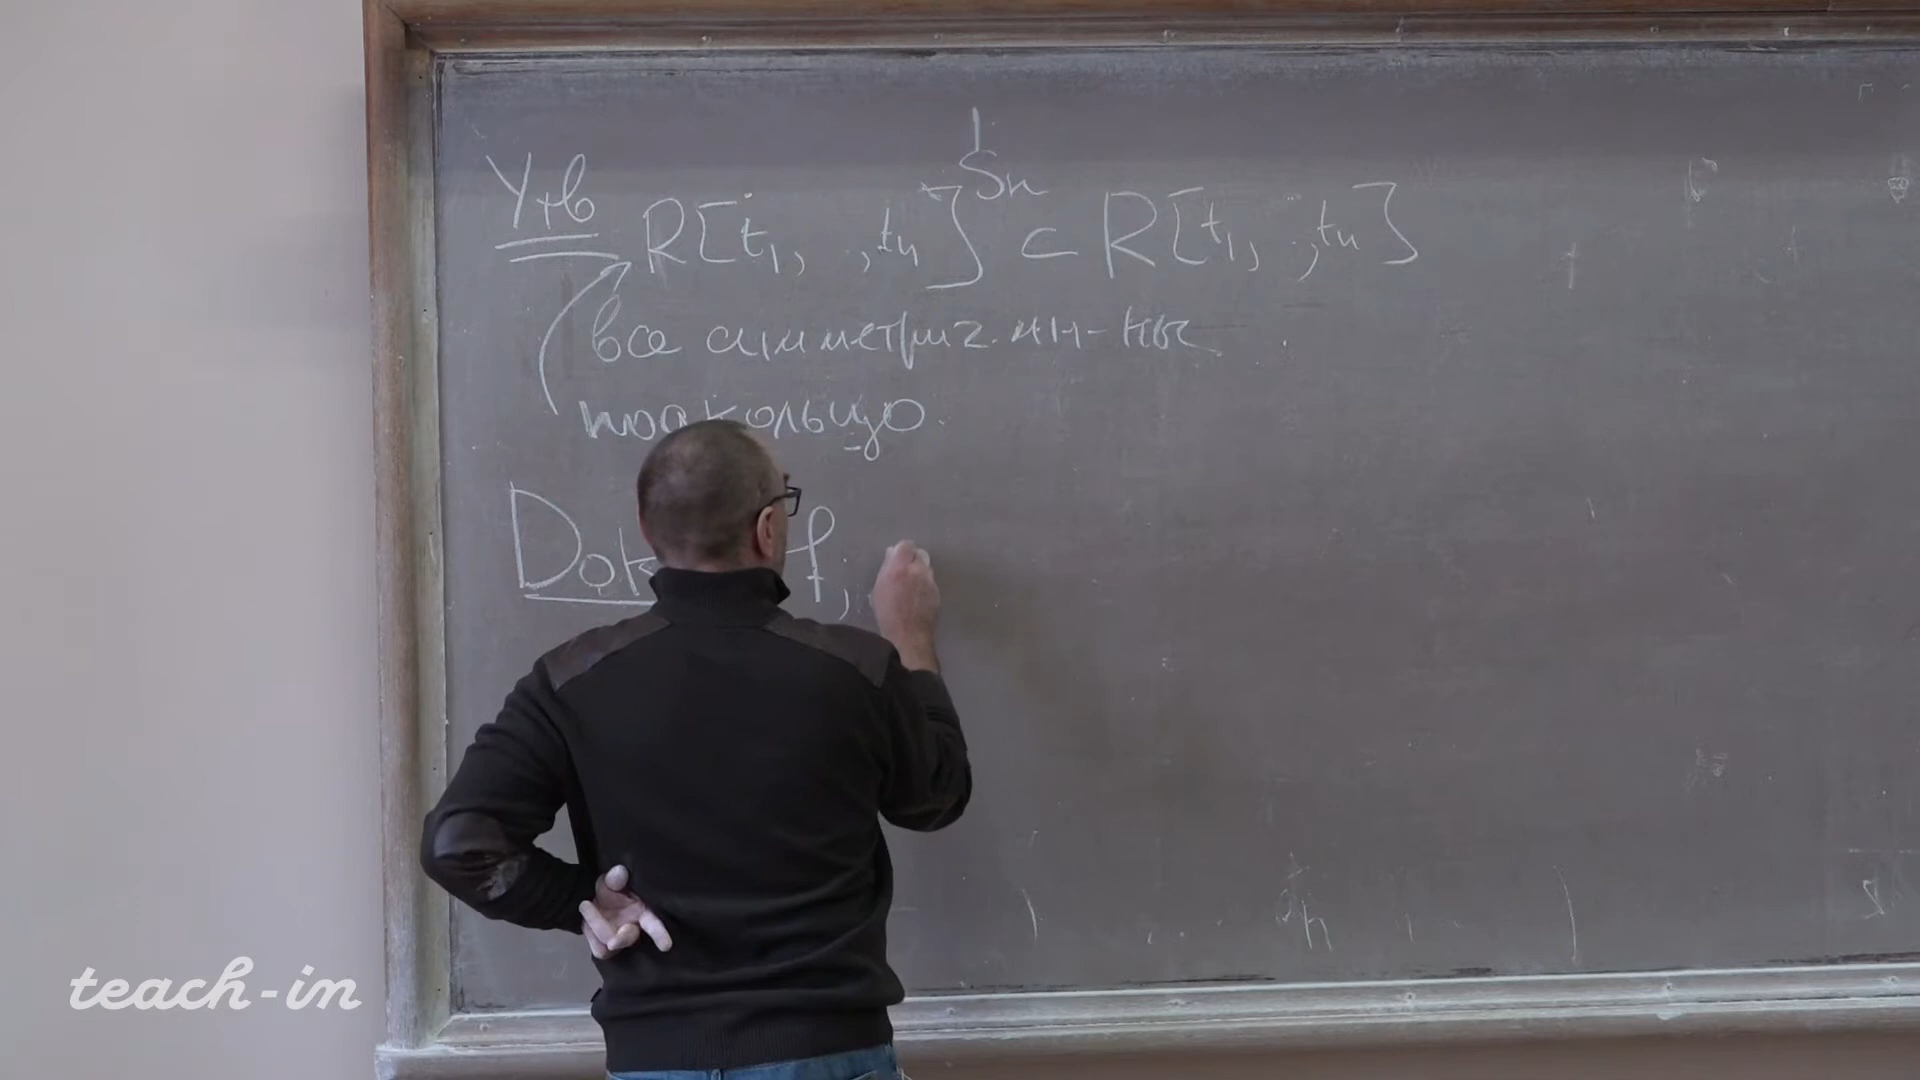 Утв R[t₁, ., tₙ]^Sₙ ⊂ R[t₁, ., tₙ]
все симметрич. мн-ны
подкольцо.
Док f,
teach-in